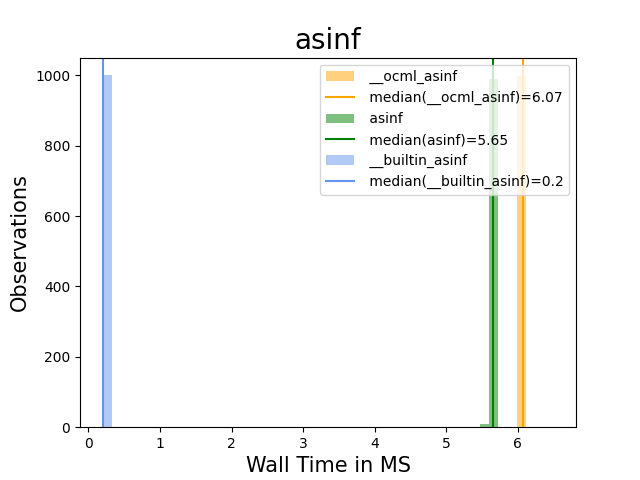 asinf
1000
800
600
400
200
0
Observations
__ocml_asinf
median(__ocml_asinf)=6.07
asinf
median(asinf)=5.65
__builtin_asinf
median(__builtin_asinf)=0.2
0 1 2 3 4 5 6
Wall Time in MS